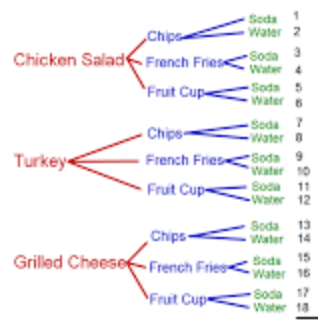 Soda 1
Chips
Water 2
Soda 3
Chicken Salad French Fries
Water 4
Soda 5
Fruit Cup
Water 6
Soda 7
Chips
Water 8
Soda 9
Turkey French Fries
Water 10
Soda 11
Fruit Cup
Water 12
Soda 13
Chips
Water 14
Soda 15
Grilled Cheese French Fries
Water 16
Soda 17
Fruit Cup
Water 18